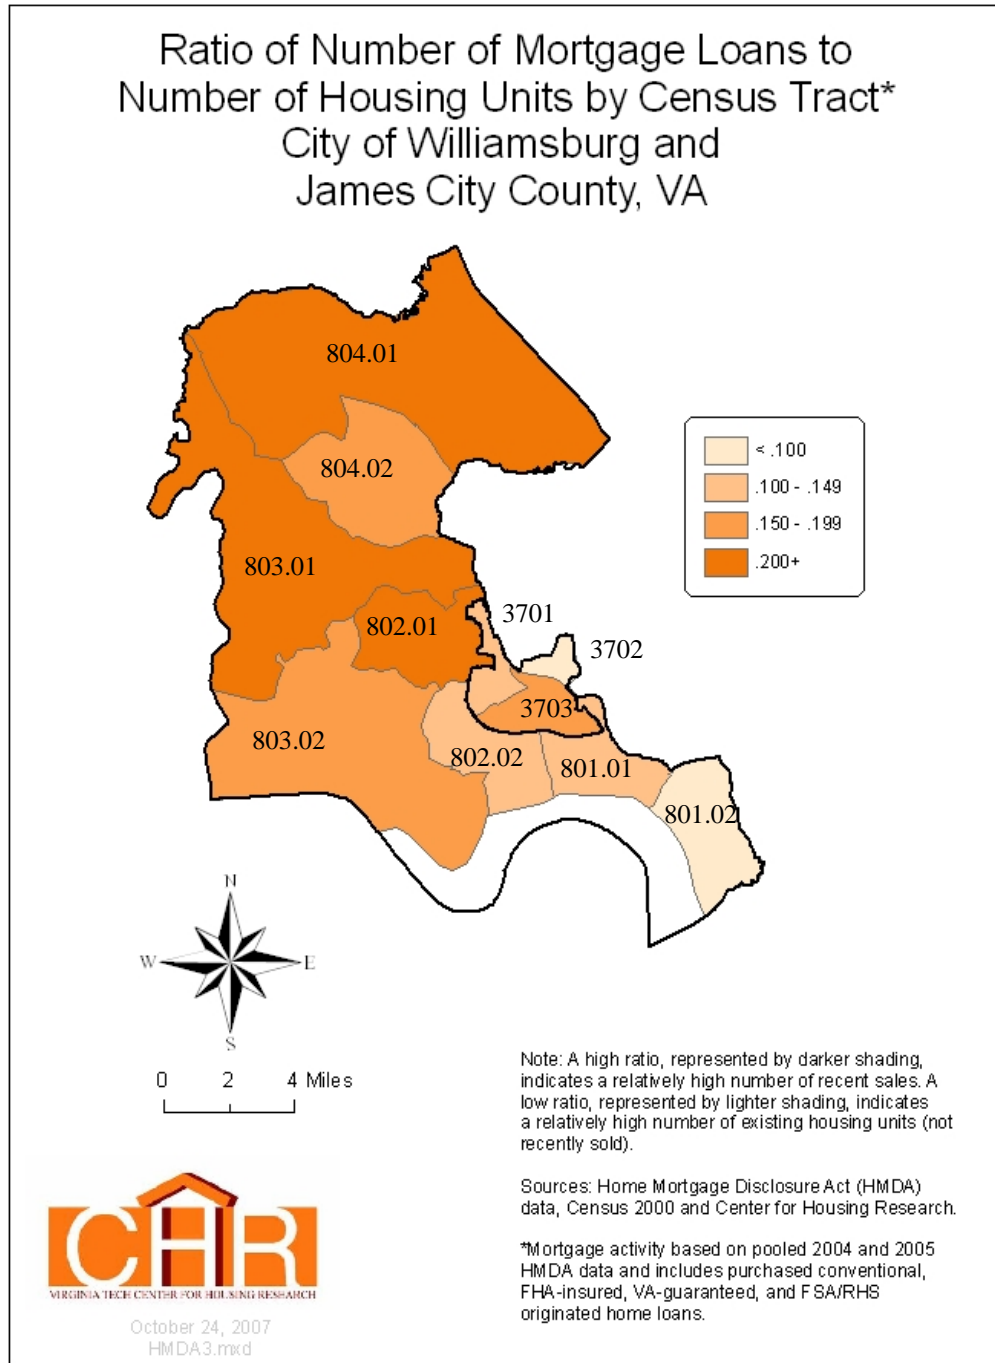 Ratio of Number of Mortgage Loans to
Number of Housing Units by Census Tract*
City of Williamsburg and
James City County, VA
804.01
804.02
803.01
802.01
3701
3702
3703
803.02
802.02
801.01
801.02
< .100
.100 - .149
.150 - .199
.200+
N
W
E
S
0 2 4 Miles
Note: A high ratio, represented by darker shading,
indicates a relatively high number of recent sales. A
low ratio, represented by lighter shading, indicates
a relatively high number of existing housing units (not
recently sold).
Sources: Home Mortgage Disclosure Act (HMDA)
data, Census 2000 and Center for Housing Research.
*Mortgage activity based on pooled 2004 and 2005
HMDA data and includes purchased conventional,
FHA-insured, VA-guaranteed, and FSA/RHS
originated home loans.
CHR
VIRGINIA TECH CENTER FOR HOUSING RESEARCH
October 24, 2007
HMDA3.mxd